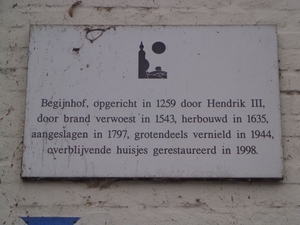 Begijnhof, opgericht in 1259 door Hendrik III,
door brand verwoest in 1543, herbouwd in 1635,
aangeslagen in 1797, grotendeels vernield in 1944,
overblijvende huisjes gerestaureerd in 1998.